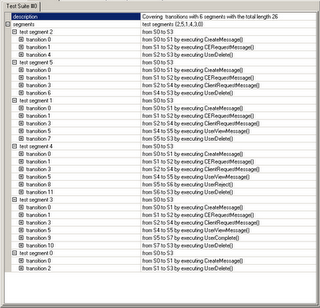 Test Suite #0
description Covering transitions with 6 segments with the total length 26
segments test segments {2,5,1,4,3,0}
test segment 2 from S0 to S3
transition 0 from S0 to S1 by executing CreateMessage()
transition 1 from S1 to S2 by executing CERequestMessage()
transition 4 from S2 to S3 by executing UserDelete()
test segment 5 from S0 to S3
transition 0 from S0 to S1 by executing CreateMessage()
transition 1 from S1 to S2 by executing CERequestMessage()
transition 3 from S2 to S4 by executing ClientRequestMessage()
transition 6 from S4 to S3 by executing UserDelete()
test segment 1 from S0 to S3
transition 0 from S0 to S1 by executing CreateMessage()
transition 1 from S1 to S2 by executing CERequestMessage()
transition 3 from S2 to S4 by executing ClientRequestMessage()
transition 5 from S4 to S5 by executing UserViewMessage()
transition 7 from S5 to S3 by executing UserDelete()
test segment 4 from S0 to S3
transition 0 from S0 to S1 by executing CreateMessage()
transition 1 from S1 to S2 by executing CERequestMessage()
transition 3 from S2 to S4 by executing ClientRequestMessage()
transition 5 from S4 to S5 by executing UserViewMessage()
transition 8 from S5 to S6 by executing UserReject()
transition 11 from S6 to S3 by executing UserDelete()
test segment 3 from S0 to S3
transition 0 from S0 to S1 by executing CreateMessage()
transition 1 from S1 to S2 by executing CERequestMessage()
transition 3 from S2 to S4 by executing ClientRequestMessage()
transition 5 from S4 to S5 by executing UserViewMessage()
transition 9 from S5 to S7 by executing UserComplete()
transition 10 from S7 to S3 by executing UserDelete()
test segment 0 from S0 to S3
transition 0 from S0 to S1 by executing CreateMessage()
transition 2 from S1 to S3 by executing UserDelete()